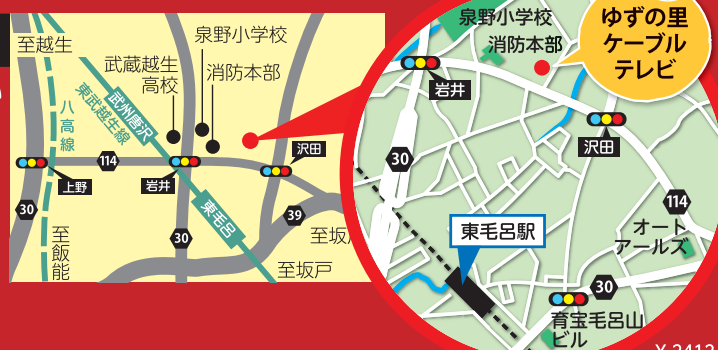 至越生
泉野小学校
武蔵越生
高校
消防本部
武州唐沢
東武越生線
八高線
114
沢田
上野
岩井
30
東毛呂
39
30
至飯能
至坂戸
泉野小学校
消防本部
ゆずの里
ケーブル
テレビ
岩井
沢田
30
114
オート
アールズ
東毛呂駅
30
育宝毛呂山
ビル